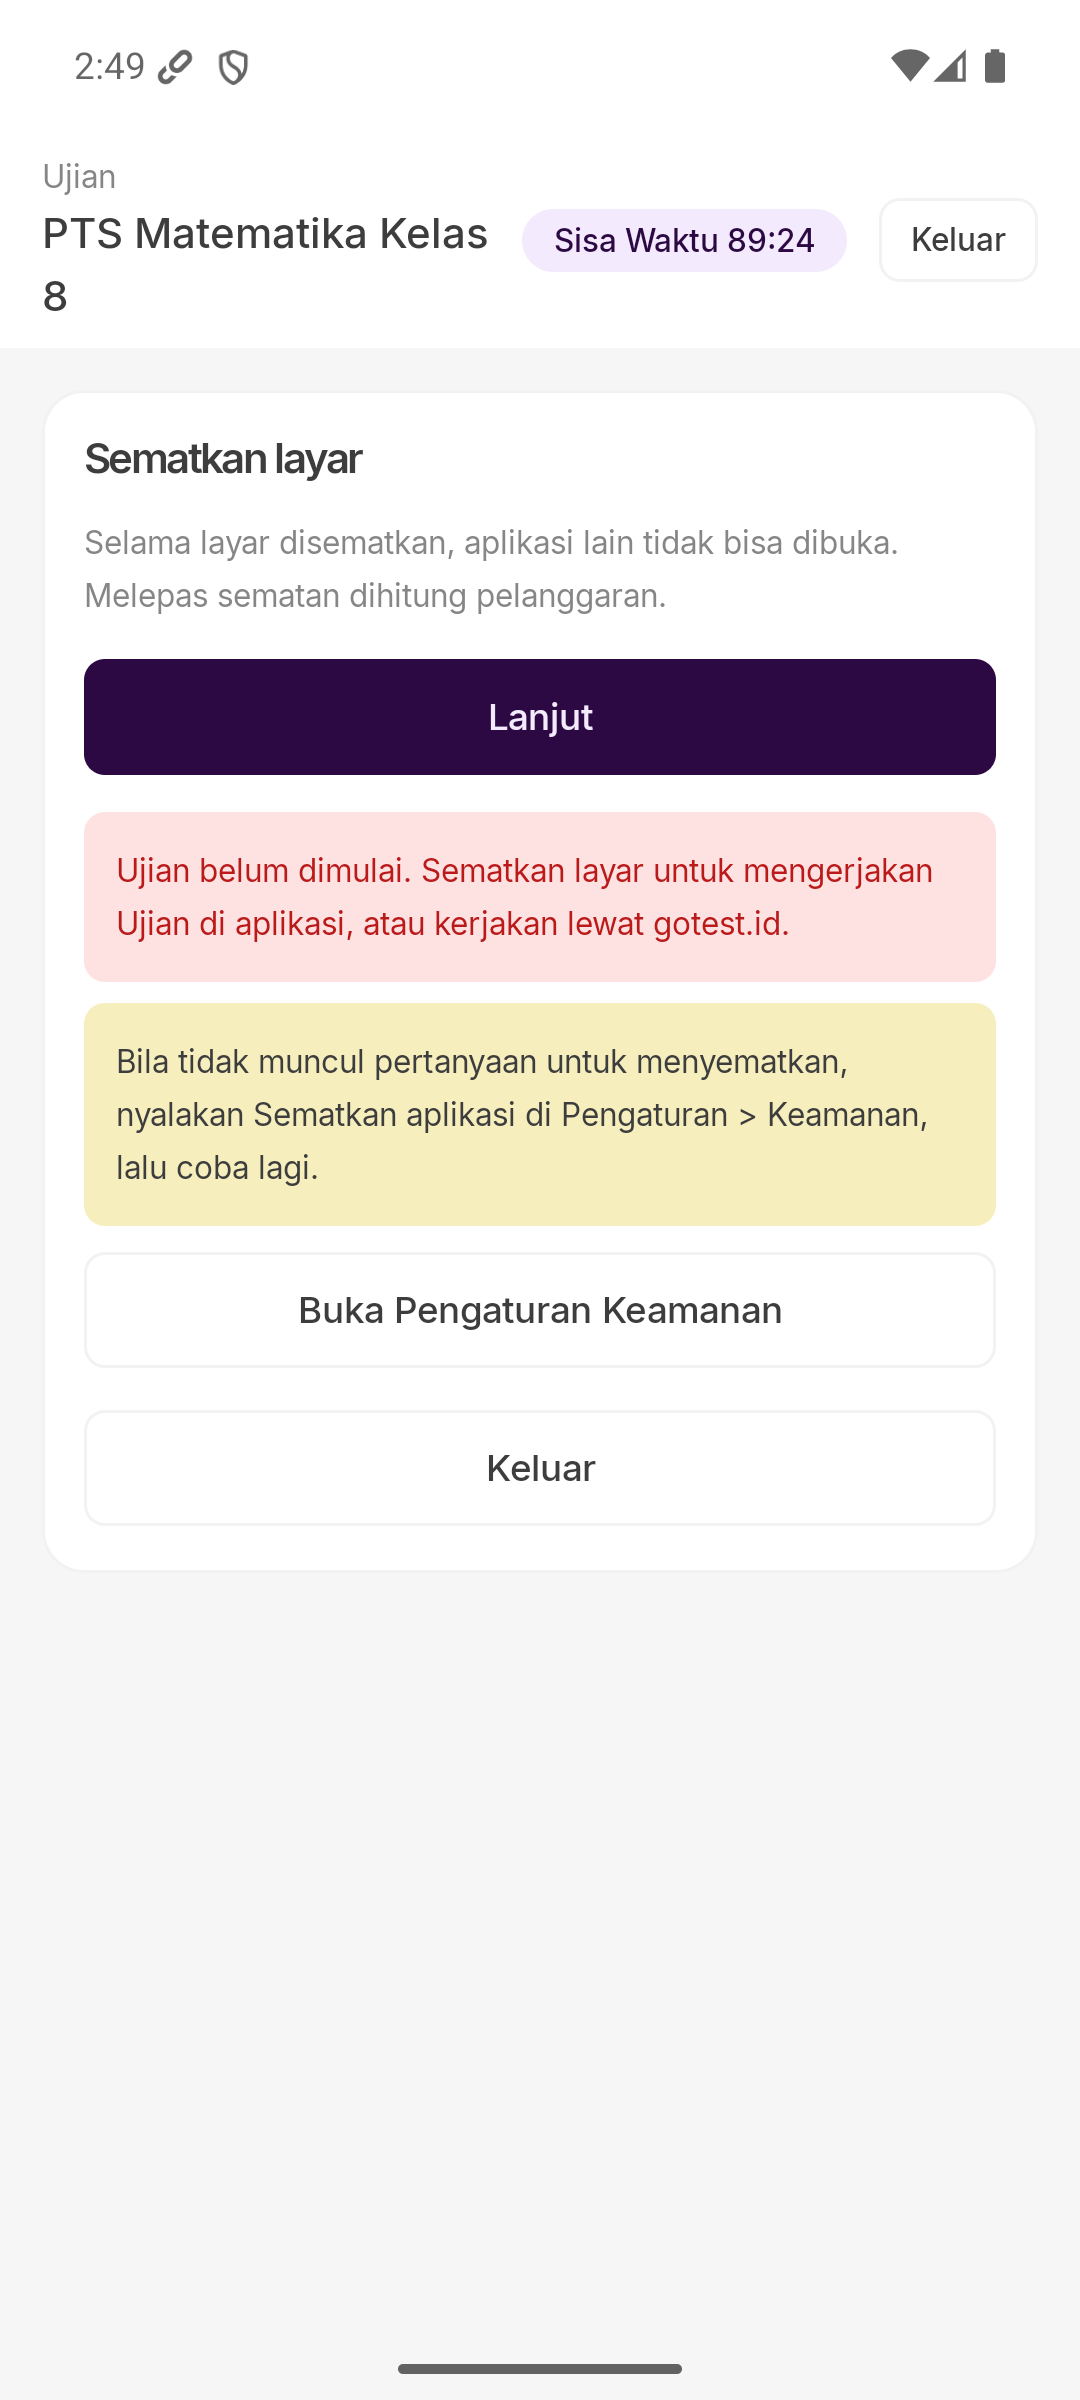 2:49
Ujian
PTS Matematika Kelas
8
Sisa Waktu 89:24
Keluar
Sematkan layar
Selama layar disematkan, aplikasi lain tidak bisa dibuka.
Melepas sematan dihitung pelanggaran.
Lanjut
Ujian belum dimulai. Sematkan layar untuk mengerjakan
Ujian di aplikasi, atau kerjakan lewat gotest.id.
Bila tidak muncul pertanyaan untuk menyematkan,
nyalakan Sematkan aplikasi di Pengaturan > Keamanan,
lalu coba lagi.
Buka Pengaturan Keamanan
Keluar